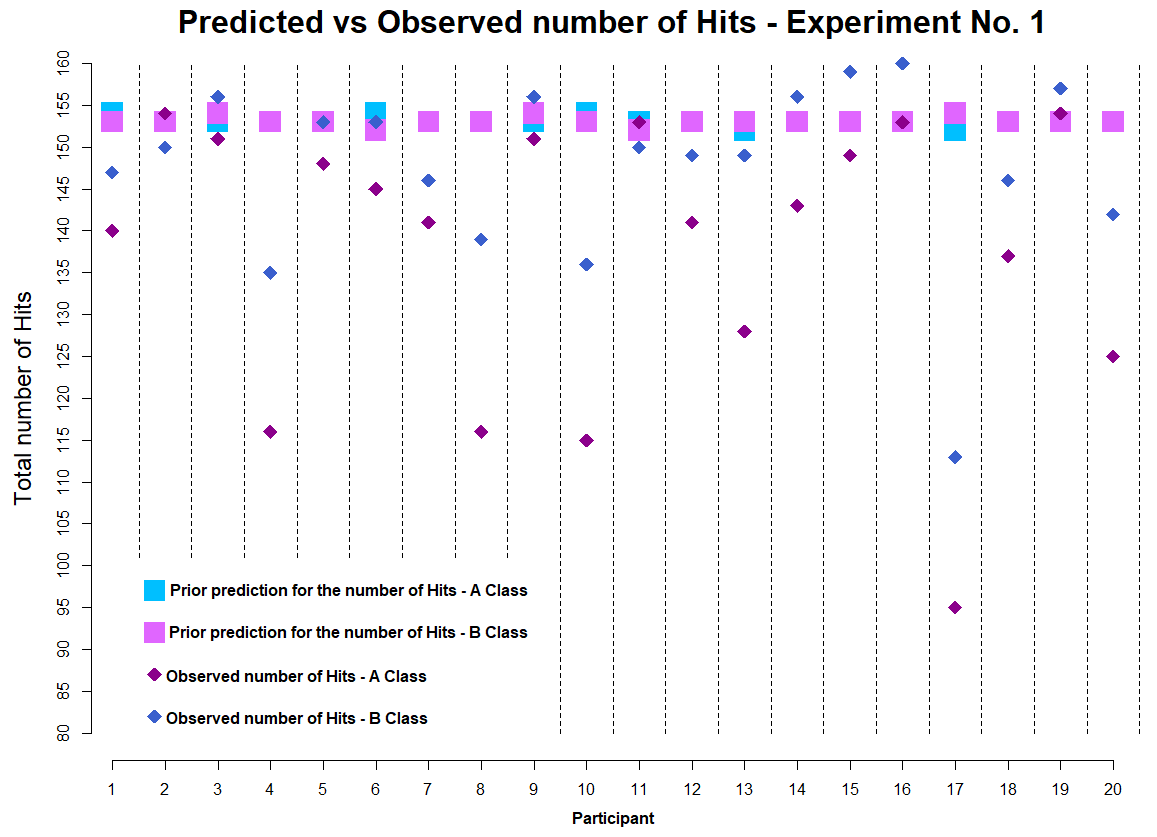 Predicted vs Observed number of Hits - Experiment No. 1
Total number of Hits
160
155
150
145
140
135
130
125
120
115
110
105
100
95
90
85
80
Prior prediction for the number of Hits - A Class
Prior prediction for the number of Hits - B Class
Observed number of Hits - A Class
Observed number of Hits - B Class
1 2 3 4 5 6 7 8 9 10 11 12 13 14 15 16 17 18 19 20
Participant